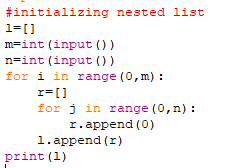 #initializing nested list
l=[]
m=int(input())
n=int(input())
for i in range(0,m):
    r=[]
    for j in range(0,n):
        r.append(0)
    l.append(r)
print(l)